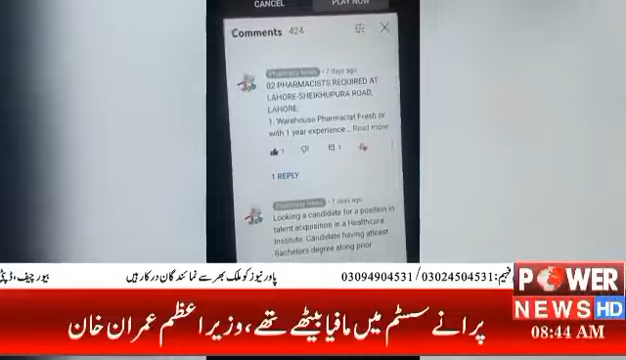 CANCEL
PLAY NOW
Comments 424
Pharmacy News • 7 days ago
02 PHARMACISTS REQUIRED AT
LAHORE-SHEIKHUPURA ROAD,
LAHORE.
1. Warehouse Pharmacist Fresh or
with 1 year experience... Read more
1
1
1 REPLY
Pharmacy News • 7 days ago
Looking a candidate for a position in
talent acquisition in a Healthcare
Institute. Candidate having atleast
Bachelors degree along prior
فہیم: 03094904531/03024504531
پاور نیوز کو ملک بھر سے نمائندگان درکار ہیں
بیورچیف، ڈپٹی
پرانے سسٹم میں مافیا بیٹھے تھے، وزیراعظم عمران خان
POWER
NEWS HD
08:44 AM